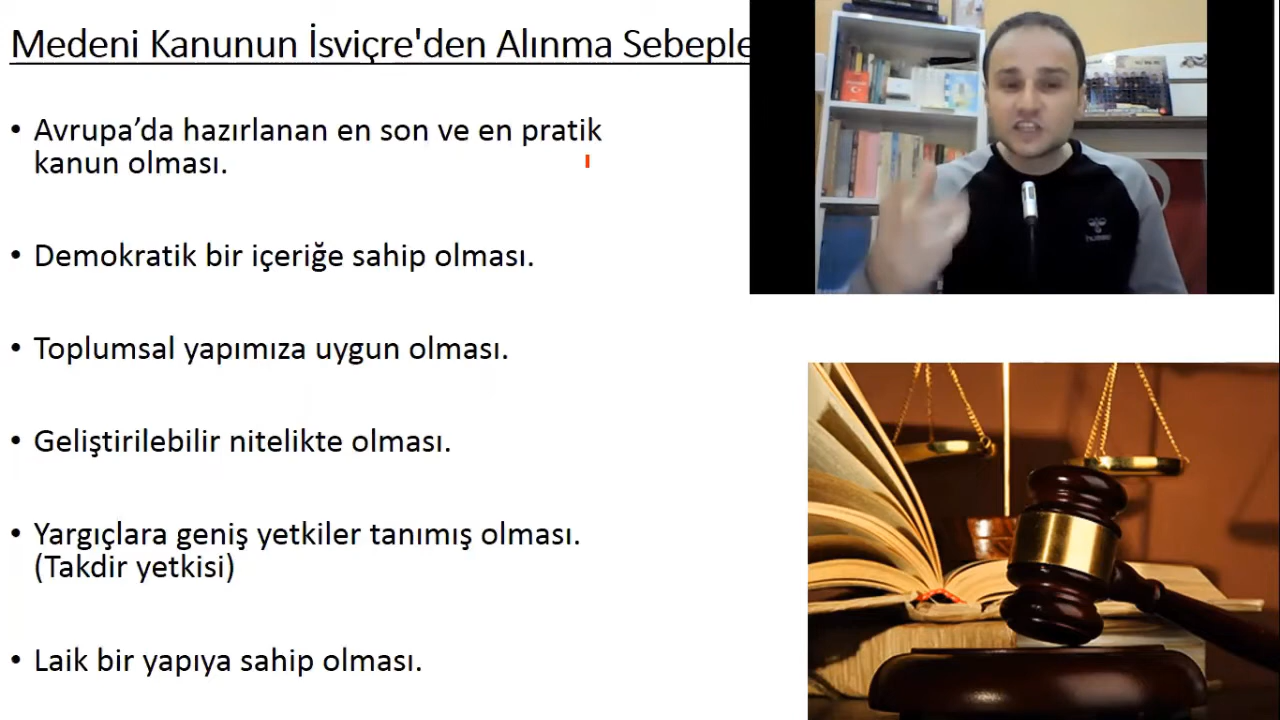 Medeni Kanunun İsviçre'den Alınma Sebeple
• Avrupa’da hazırlanan en son ve en pratik
kanun olması.
• Demokratik bir içeriğe sahip olması.
• Toplumsal yapımıza uygun olması.
• Geliştirilebilir nitelikte olması.
• Yargıçlara geniş yetkiler tanımış olması.
(Takdir yetkisi)
• Laik bir yapıya sahip olması.
hummel